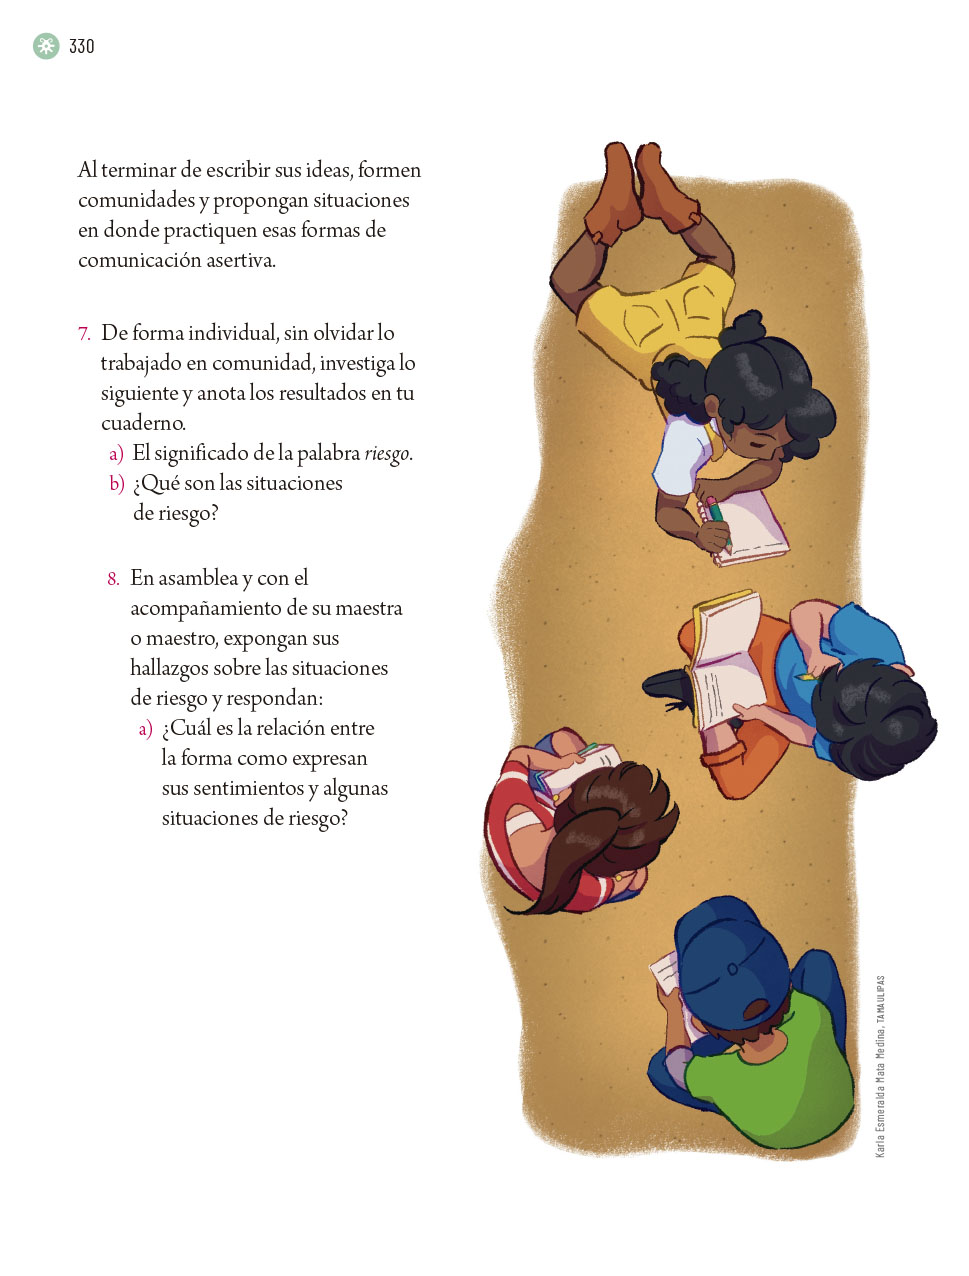 330
Al terminar de escribir sus ideas, formen
comunidades y propongan situaciones
en donde practiquen esas formas de
comunicación asertiva.
7. De forma individual, sin olvidar lo
trabajado en comunidad, investiga lo
siguiente y anota los resultados en tu
cuaderno.
a) El significado de la palabra riesgo.
b) ¿Qué son las situaciones
de riesgo?
8. En asamblea y con el
acompañamiento de su maestra
o maestro, expongan sus
hallazgos sobre las situaciones
de riesgo y respondan:
a) ¿Cuál es la relación entre
la forma como expresan
sus sentimientos y algunas
situaciones de riesgo?
Karla Esmeralda Mata Medina, TAMAULIPAS